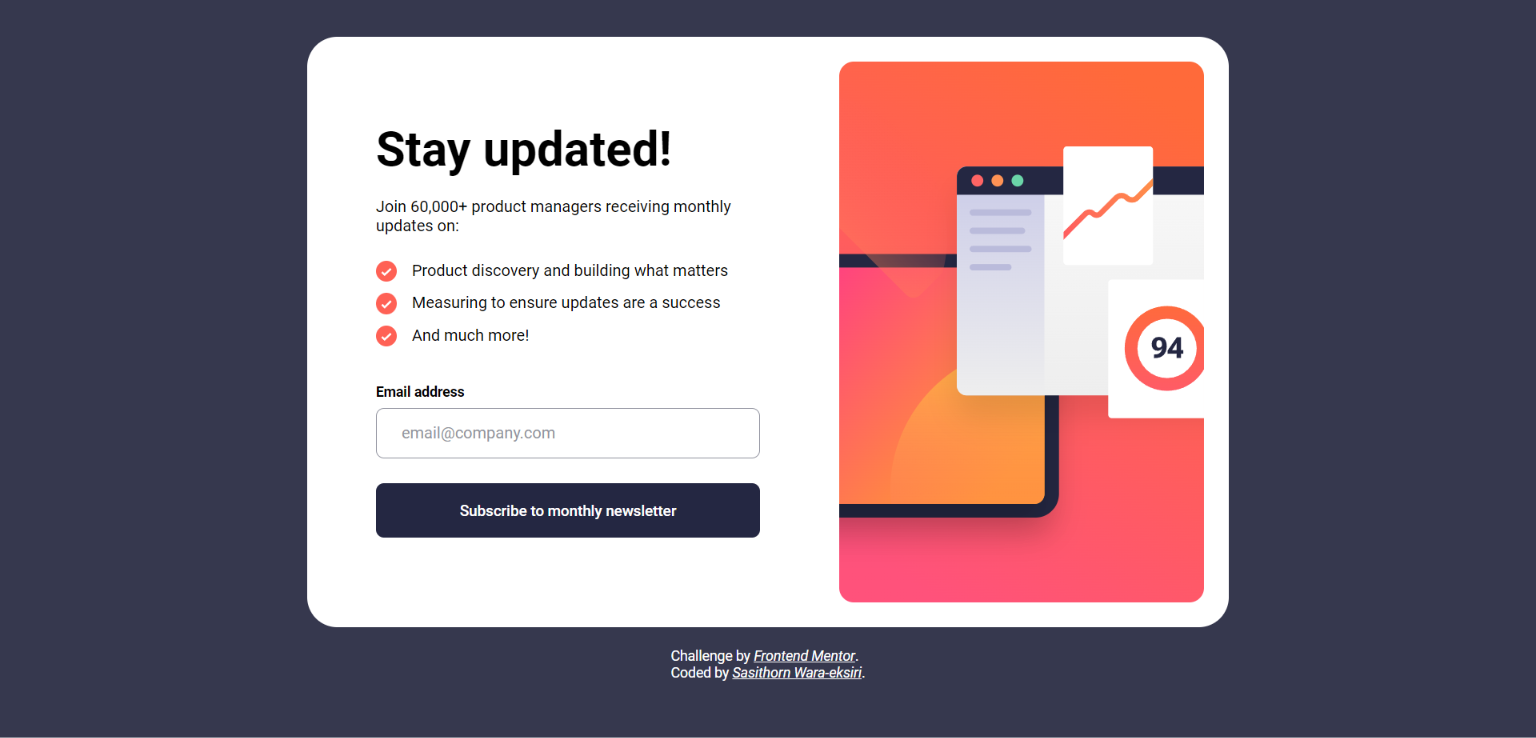 Stay updated!
Join 60,000+ product managers receiving monthly
updates on:
Product discovery and building what matters
Measuring to ensure updates are a success
And much more!
Email address
email@company.com
Subscribe to monthly newsletter
94
Challenge by Frontend Mentor.
Coded by Sasithorn Wara-eksiri.